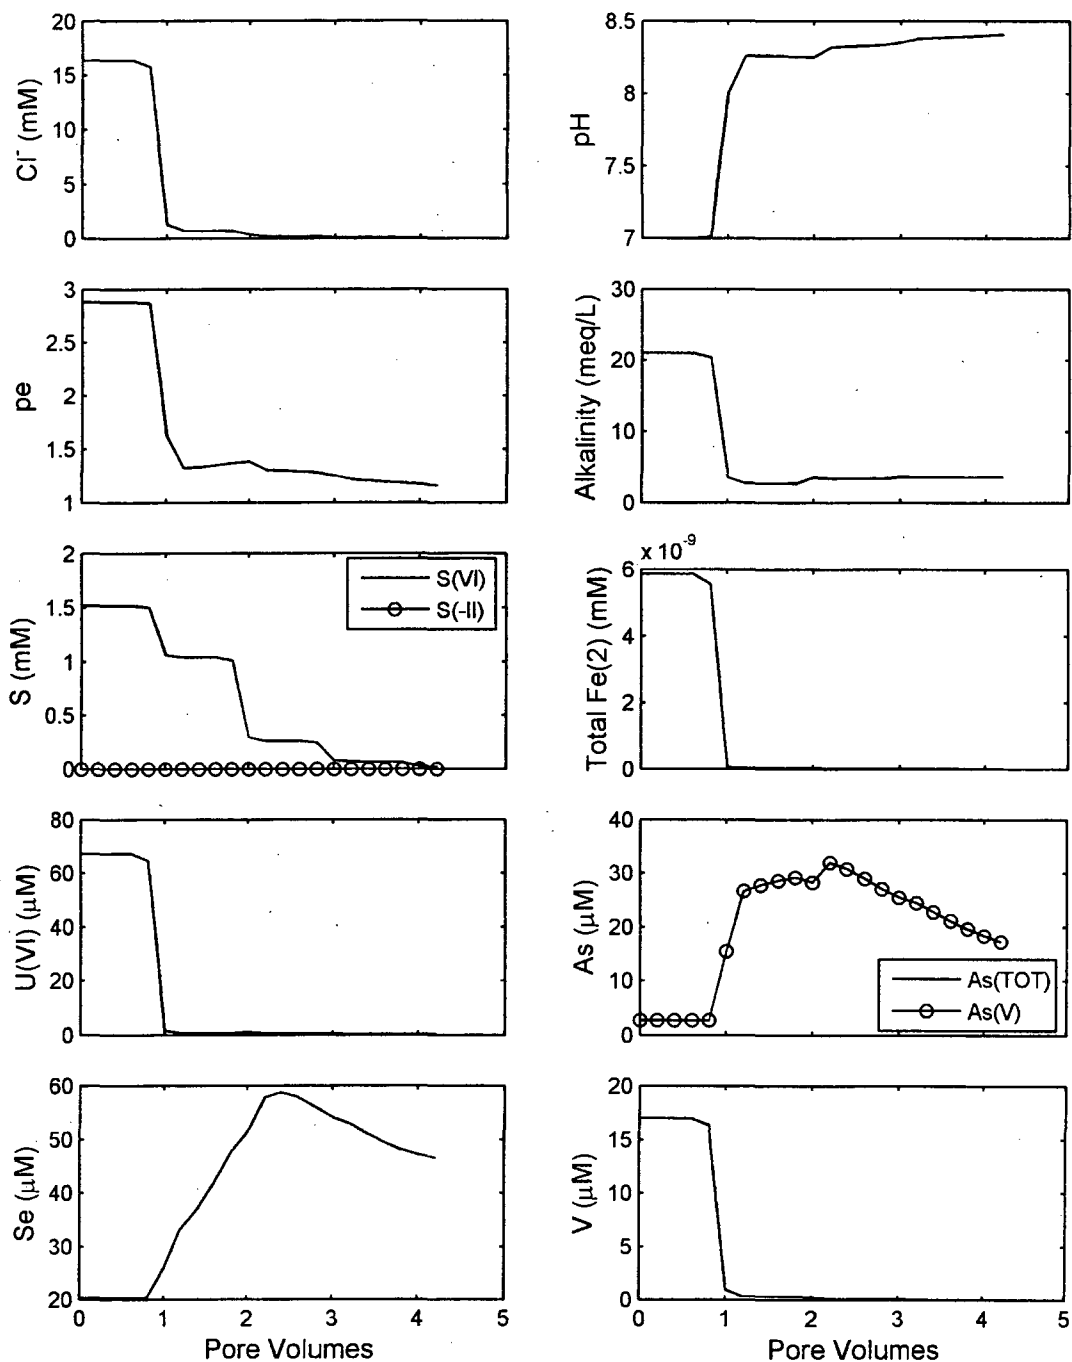 20
15
10
5
0
Cl⁻ (mM)
8.5
8
7.5
7
pH
3
2.5
2
1.5
1
pe
30
20
10
0
Alkalinity (meq/L)
2
1.5
1
0.5
0
S (mM)
S(VI)
S(-II)
x 10⁻⁹
6
4
2
0
Total Fe(2) (mM)
80
60
40
20
0
U(VI) (μM)
40
30
20
10
0
As (μM)
As(TOT)
As(V)
60
50
40
30
20
Se (μM)
0 1 2 3 4 5
Pore Volumes
20
15
10
5
0
V (μM)
0 1 2 3 4 5
Pore Volumes